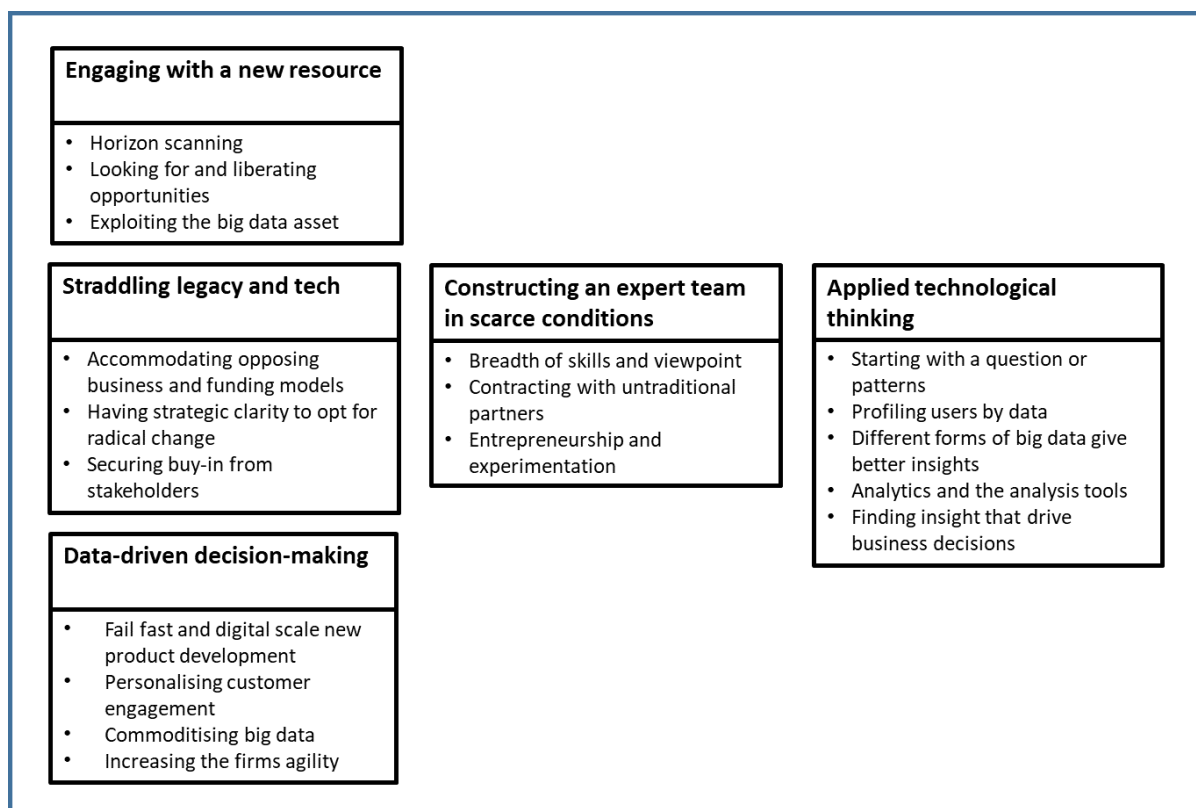 Engaging with a new resource
• Horizon scanning
• Looking for and liberating
opportunities
• Exploiting the big data asset
Straddling legacy and tech
• Accommodating opposing
business and funding models
• Having strategic clarity to opt for
radical change
• Securing buy-in from
stakeholders
Constructing an expert team
in scarce conditions
• Breadth of skills and viewpoint
• Contracting with untraditional
partners
• Entrepreneurship and
experimentation
Applied technological
thinking
• Starting with a question or
patterns
• Profiling users by data
• Different forms of big data give
better insights
• Analytics and the analysis tools
• Finding insight that drive
business decisions
Data-driven decision-making
• Fail fast and digital scale new
product development
• Personalising customer
engagement
• Commoditising big data
• Increasing the firms agility